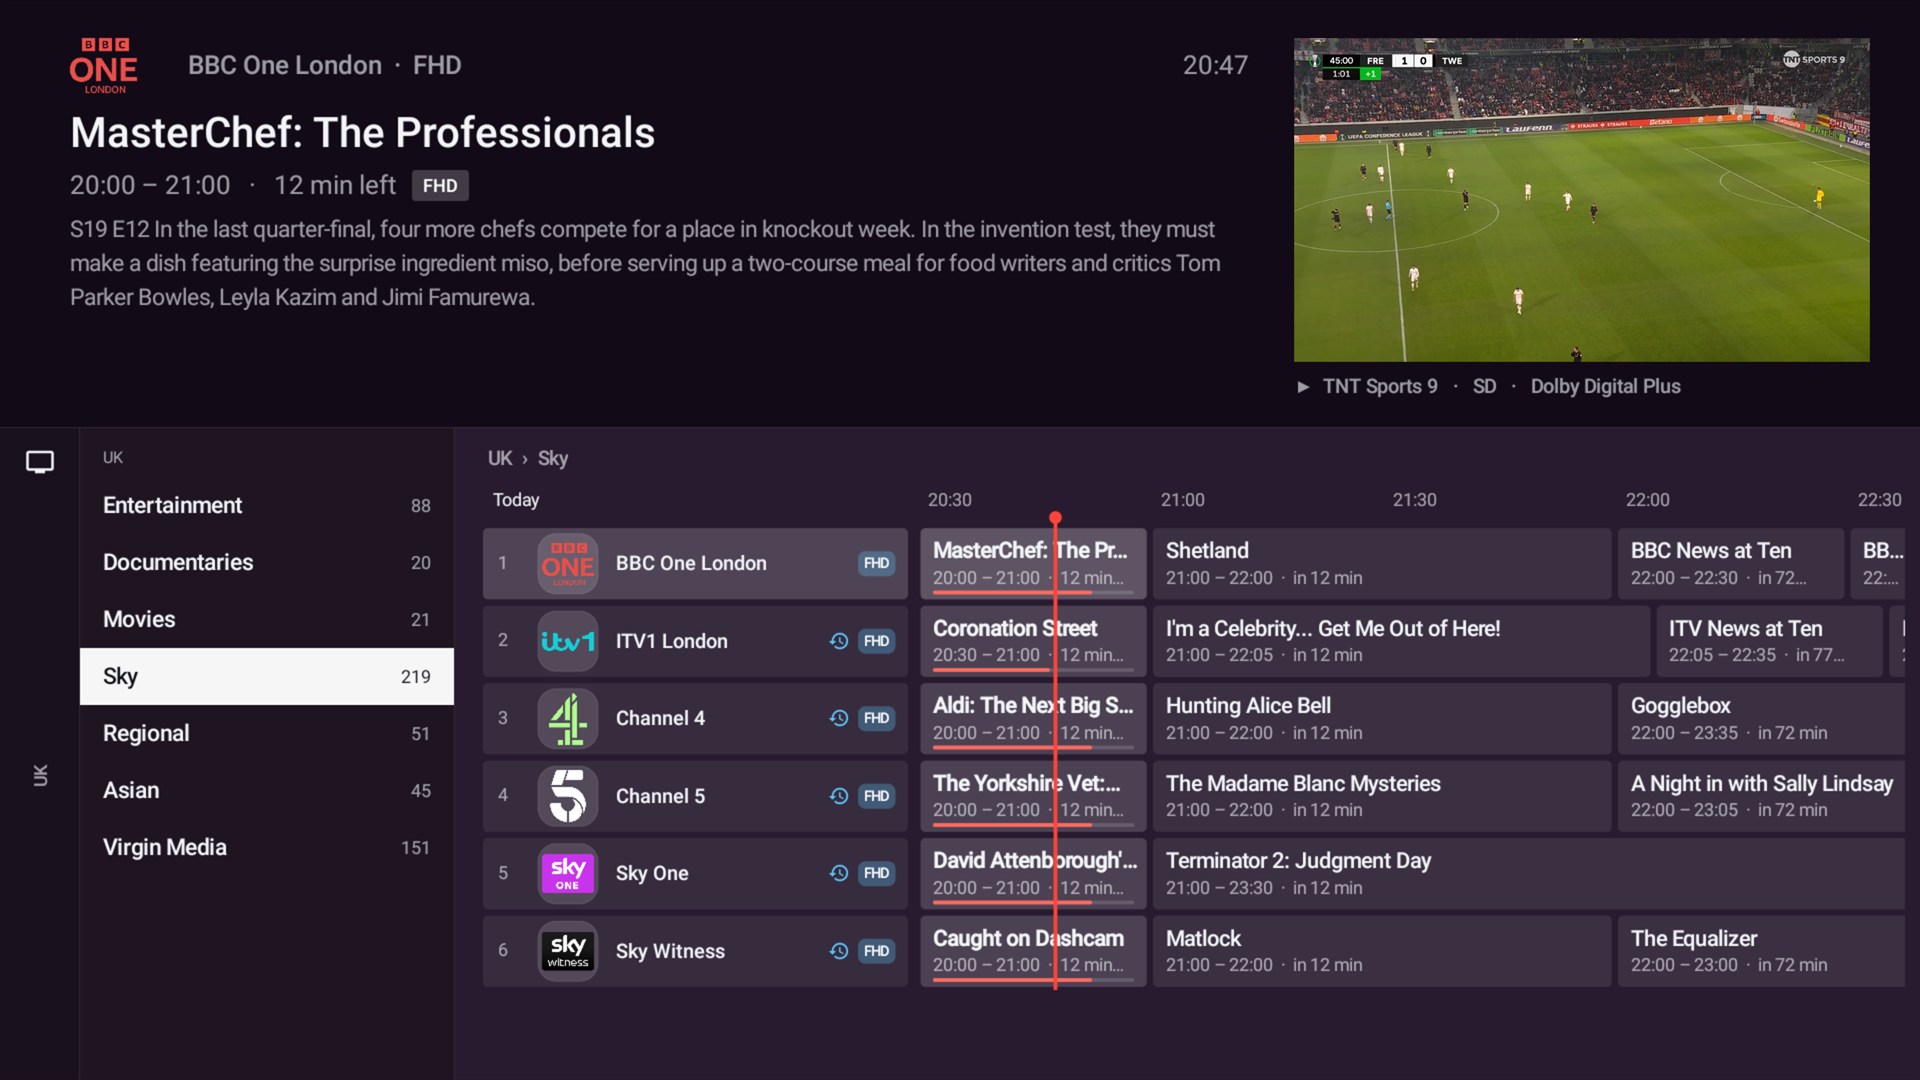 BBC
ONE
LONDON
BBC One London · FHD
20:47
MasterChef: The Professionals
20:00 – 21:00 · 12 min left FHD
S19 E12 In the last quarter-final, four more chefs compete for a place in knockout week. In the invention test, they must
make a dish featuring the surprise ingredient miso, before serving up a two-course meal for food writers and critics Tom
Parker Bowles, Leyla Kazim and Jimi Famurewa.
45:00 FRE 1 0 TWE
1:01 +1
TNT SPORTS 9
UEFA CONFERENCE LEAGUE
Laufenn
Betano
TNT Sports 9 · SD · Dolby Digital Plus
UK
UK
Entertainment 88
Documentaries 20
Movies 21
Sky 219
Regional 51
Asian 45
Virgin Media 151
UK › Sky
Today 20:30 21:00 21:30 22:00 22:30
1 BBC ONE LONDON BBC One London FHD
MasterChef: The Pr...
20:00 – 21:00 · 12 min...
Shetland
21:00 – 22:00 · in 12 min
BBC News at Ten
22:00 – 22:30 · in 72...
BB...
22:...
2 itv1 ITV1 London FHD
Coronation Street
20:30 – 21:00 · 12 min...
I'm a Celebrity... Get Me Out of Here!
21:00 – 22:05 · in 12 min
ITV News at Ten
22:05 – 22:35 · in 77...
3 4 Channel 4 FHD
Aldi: The Next Big S...
20:00 – 21:00 · 12 min...
Hunting Alice Bell
21:00 – 22:00 · in 12 min
Gogglebox
22:00 – 23:35 · in 72 min
4 5 Channel 5 FHD
The Yorkshire Vet:...
20:00 – 21:00 · 12 min...
The Madame Blanc Mysteries
21:00 – 22:00 · in 12 min
A Night in with Sally Lindsay
22:00 – 23:05 · in 72 min
5 sky ONE Sky One FHD
David Attenborough'...
20:00 – 21:00 · 12 min...
Terminator 2: Judgment Day
21:00 – 23:30 · in 12 min
6 sky witness Sky Witness FHD
Caught on Dashcam
20:00 – 21:00 · 12 min...
Matlock
21:00 – 22:00 · in 12 min
The Equalizer
22:00 – 23:00 · in 72 min